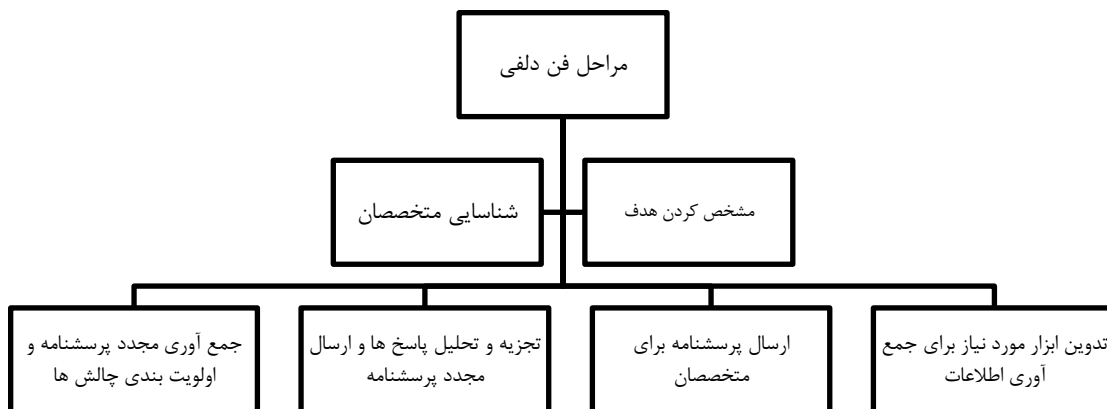 مراحل فن دلفی
مشخص کردن هدف
شناسایی متخصصان
تدوین ابزار مورد نیاز برای جمع
آوری اطلاعات
ارسال پرسشنامه برای
متخصصان
تجزیه و تحلیل پاسخ ها و ارسال
مجدد پرسشنامه
جمع آوری مجدد پرسشنامه و
اولویت بندی چالش ها